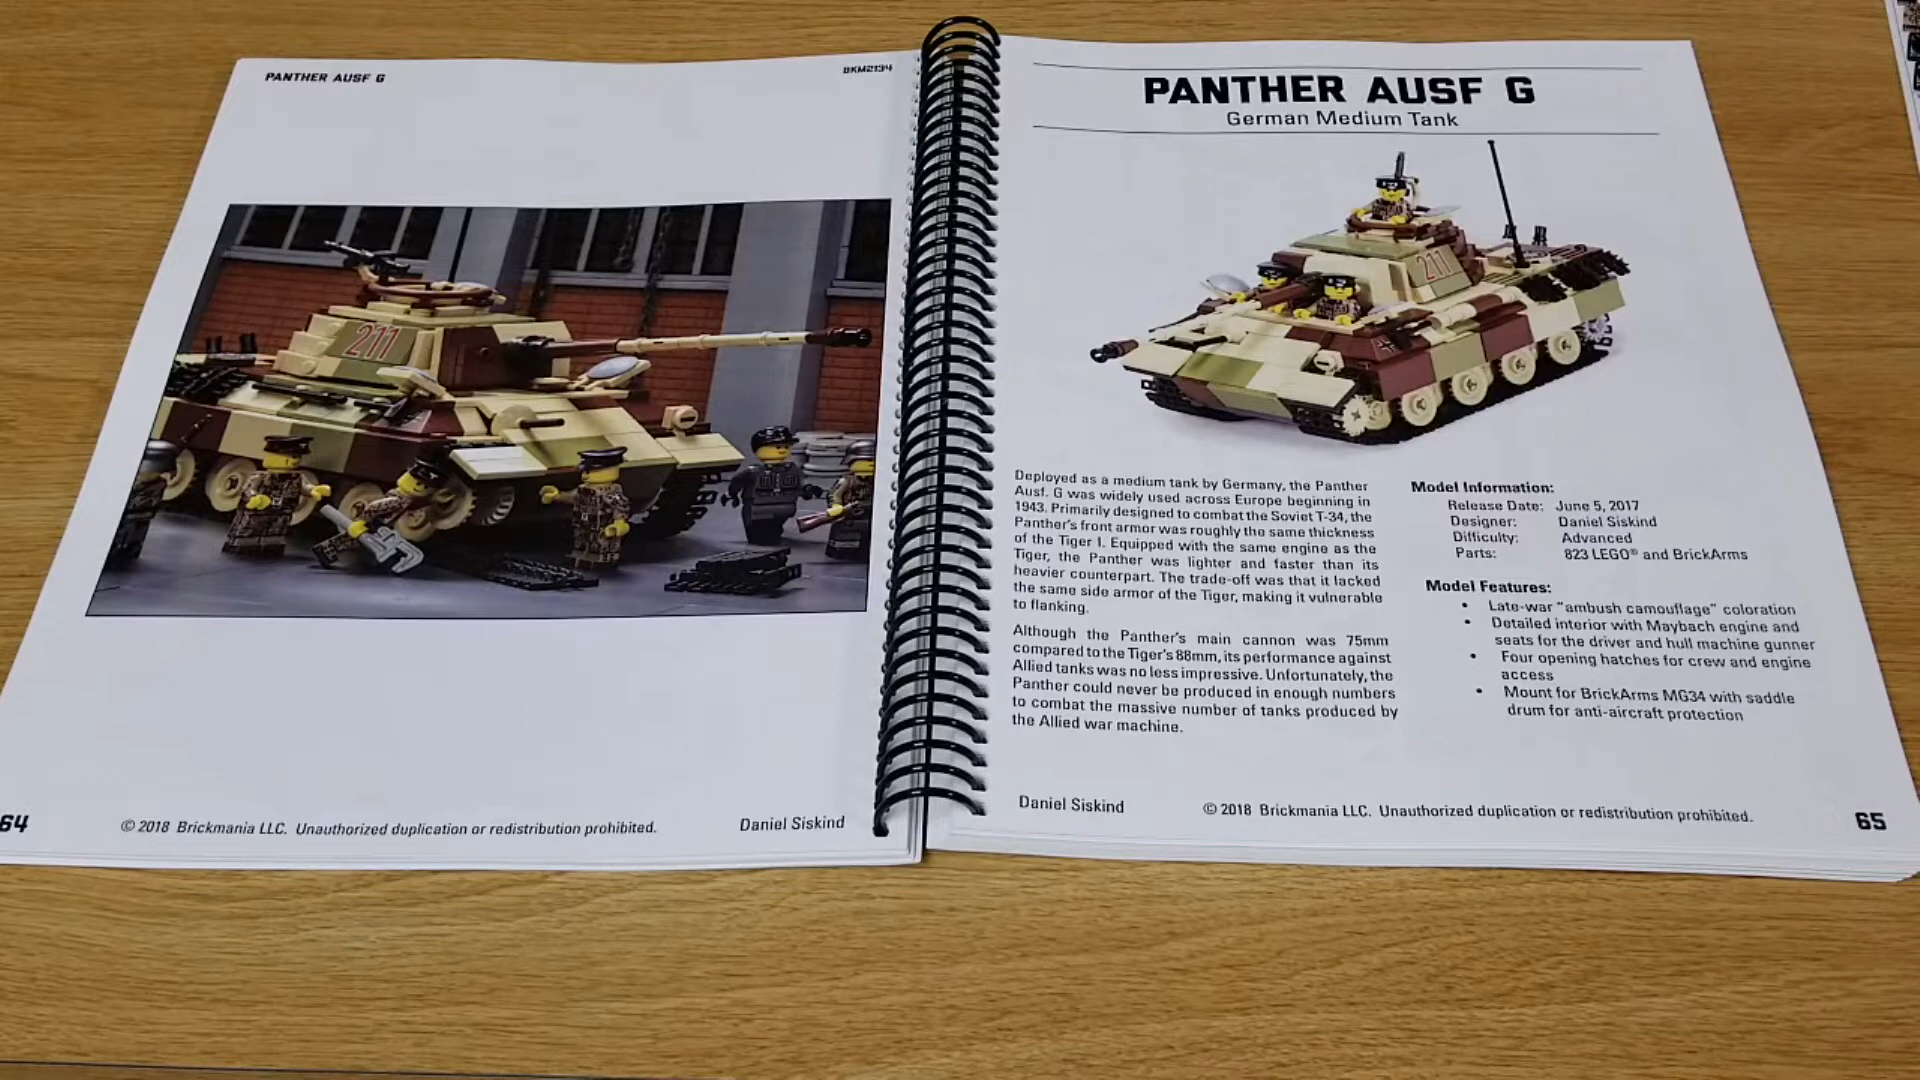 PANTHER AUSF G
BKM2134
211
64
© 2018 Brickmania LLC. Unauthorized duplication or redistribution prohibited.
Daniel Siskind
PANTHER AUSF G
German Medium Tank
211
Deployed as a medium tank by Germany, the Panther
Ausf. G was widely used across Europe beginning in
1943. Primarily designed to combat the Soviet T-34, the
Panther's front armor was roughly the same thickness
of the Tiger I. Equipped with the same engine as the
Tiger, the Panther was lighter and faster than its
heavier counterpart. The trade-off was that it lacked
the same side armor of the Tiger, making it vulnerable
to flanking.
Although the Panther's main cannon was 75mm
compared to the Tiger's 88mm, its performance against
Allied tanks was no less impressive. Unfortunately, the
Panther could never be produced in enough numbers
to combat the massive number of tanks produced by
the Allied war machine.
Model Information:
Release Date: June 5, 2017
Designer: Daniel Siskind
Difficulty: Advanced
Parts: 823 LEGO® and BrickArms
Model Features:
• Late-war "ambush camouflage" coloration
• Detailed interior with Maybach engine and
seats for the driver and hull machine gunner
• Four opening hatches for crew and engine
access
• Mount for BrickArms MG34 with saddle
drum for anti-aircraft protection
Daniel Siskind
© 2018 Brickmania LLC. Unauthorized duplication or redistribution prohibited.
65